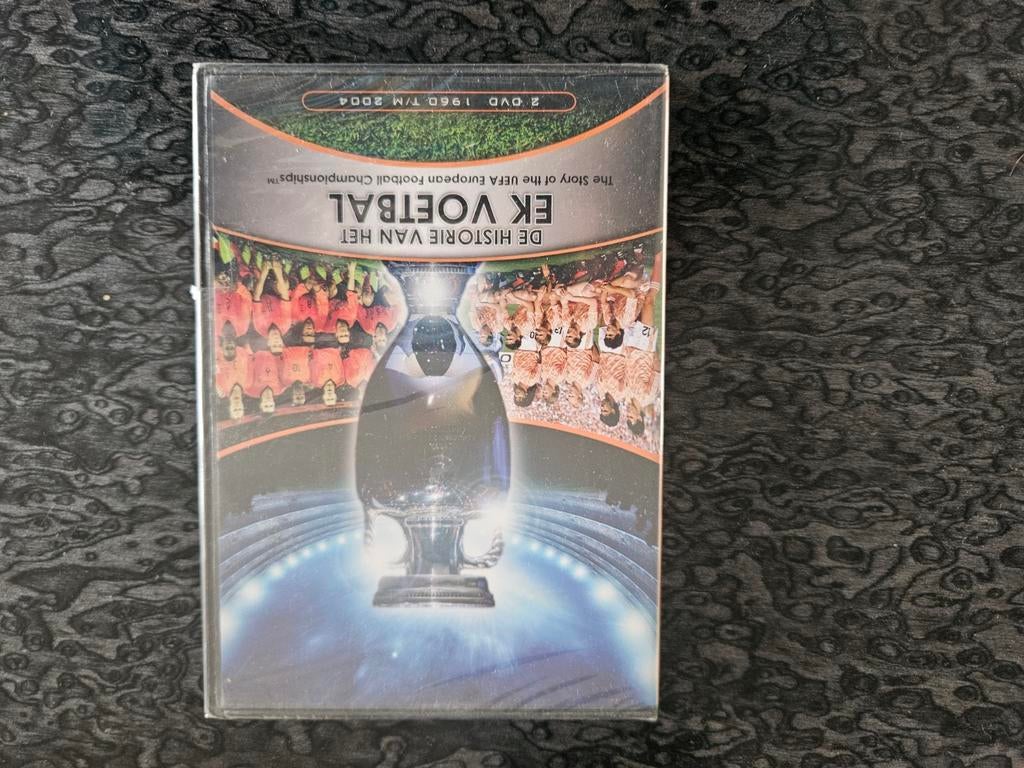 DE HISTORIE VAN HET
EK VOETBAL
The Story of the UEFA European Football Championships™
2 DVD 1960 T/M 2004